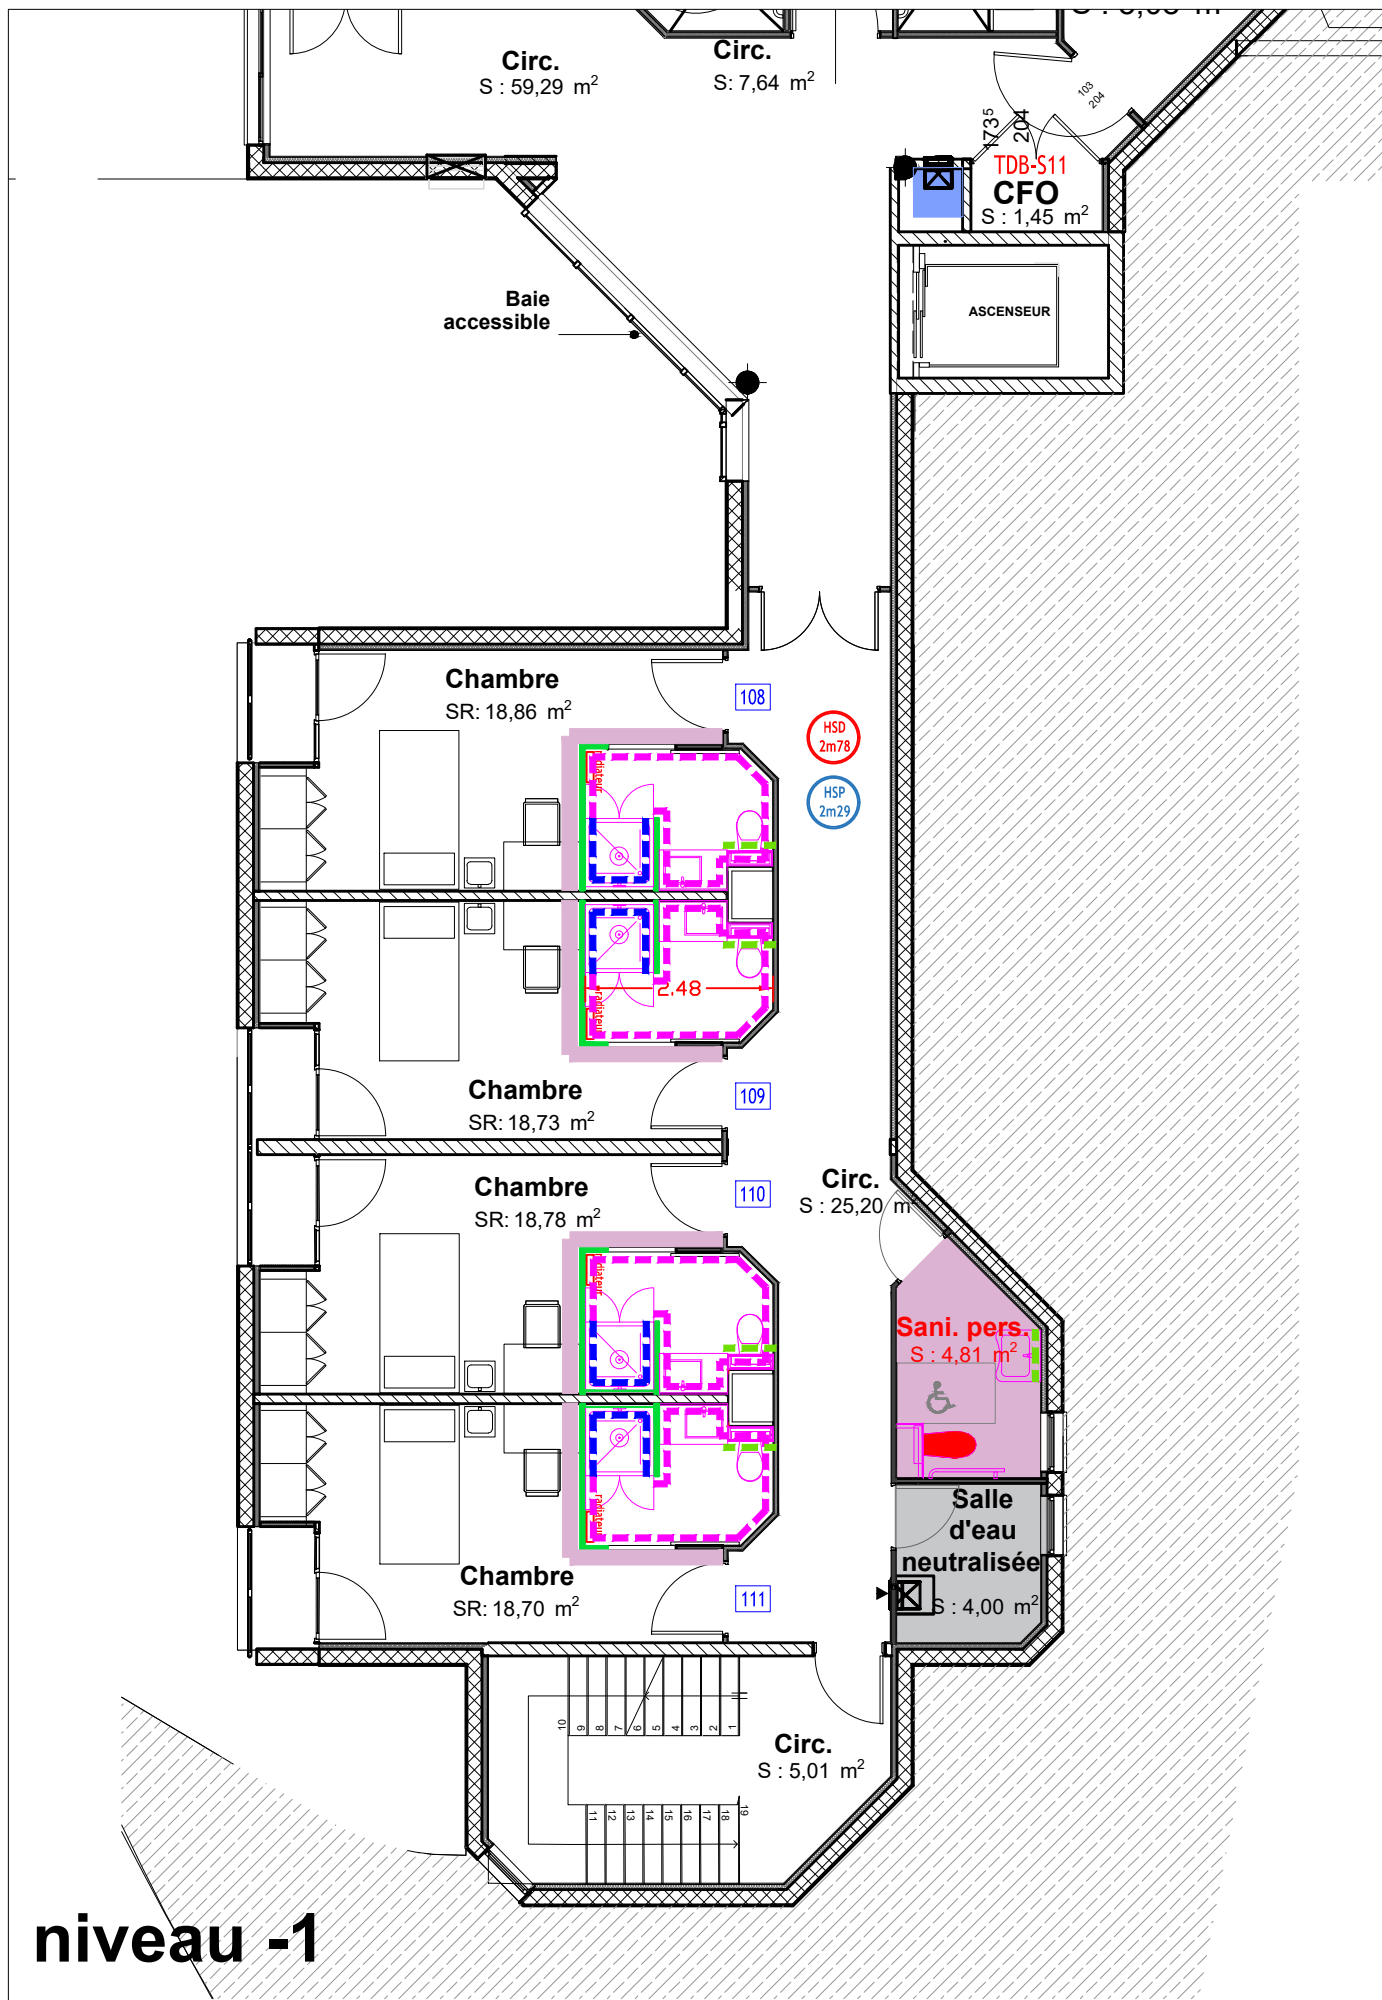 Circ.
S : 59,29 m²
Circ.
S: 7,64 m²
103
204
173⁵
204
TDB-S11
CFO
S : 1,45 m²
ASCENSEUR
Baie
accessible
Chambre
SR: 18,86 m²
108
HSD
2m78
HSP
2m29
radiateur
radiateur
2.48
Chambre
SR: 18,73 m²
109
Chambre
SR: 18,78 m²
110
Circ.
S : 25,20 m²
radiateur
Sani. pers.
S : 4,81 m²
radiateur
Salle
d'eau
neutralisée
S : 4,00 m²
Chambre
SR: 18,70 m²
111
10 9 8 7 6 5 4 3 2 1
Circ.
S : 5,01 m²
11 12 13 14 15 16 17 18 19
niveau -1